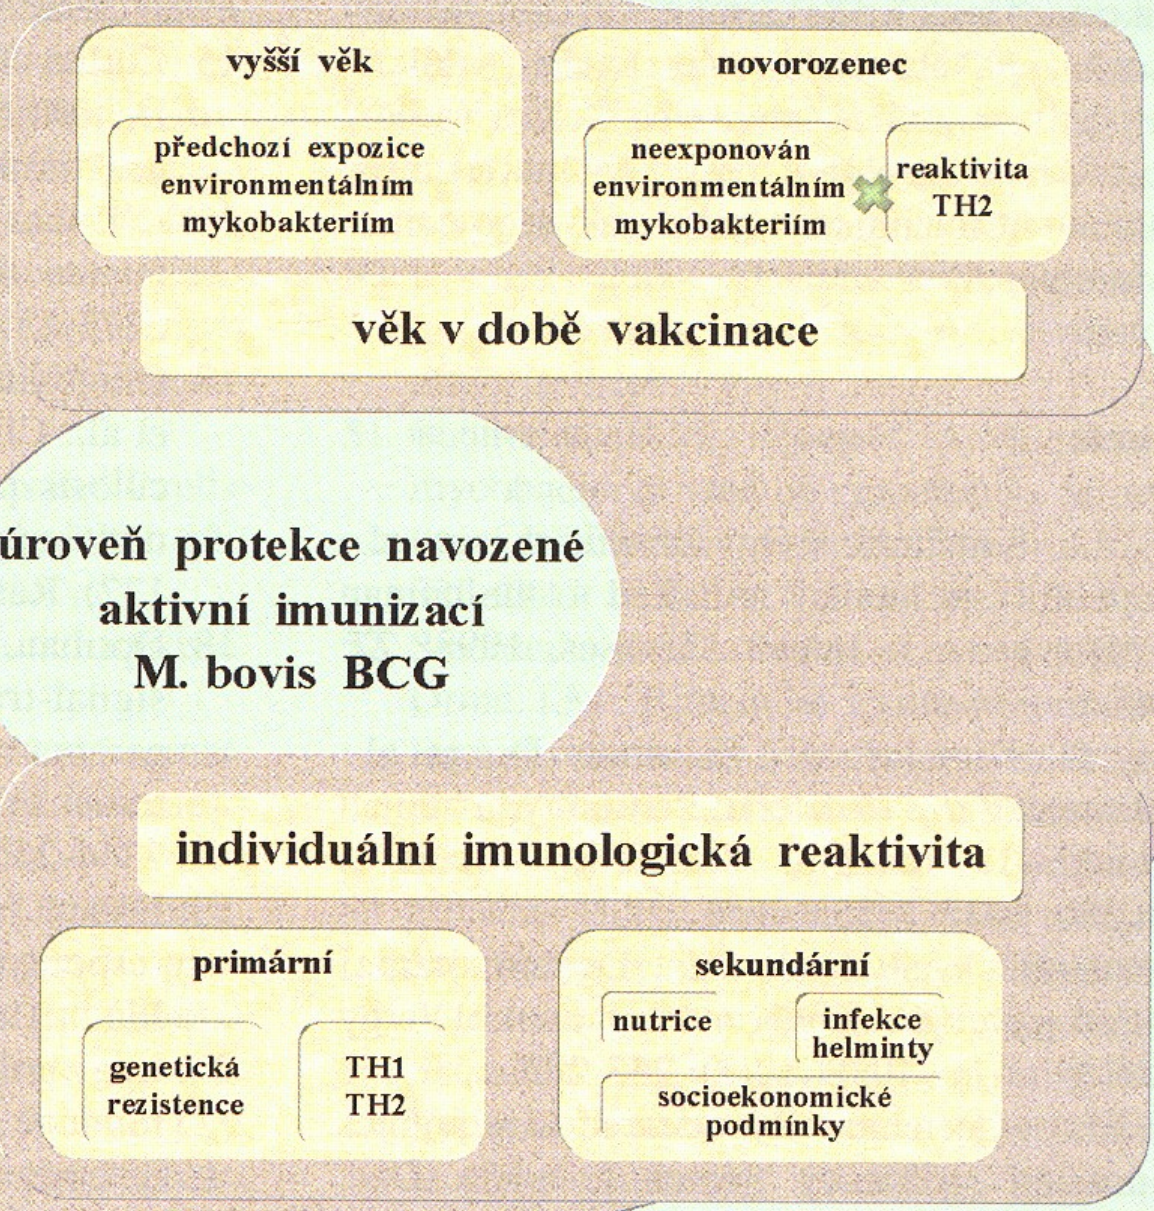 vyšší věk
předchozí expozice
environmentálním
mykobakteriím
novorozenec
neexponován
environmentálním
mykobakteriím
reaktivita
TH2
věk v době vakcinace
úroveň protekce navozené
aktivní imunizací
M. bovis BCG
individuální imunologická reaktivita
primární
genetická
rezistence
TH1
TH2
sekundární
nutrice
infekce
helminty
socioekonomické
podmínky